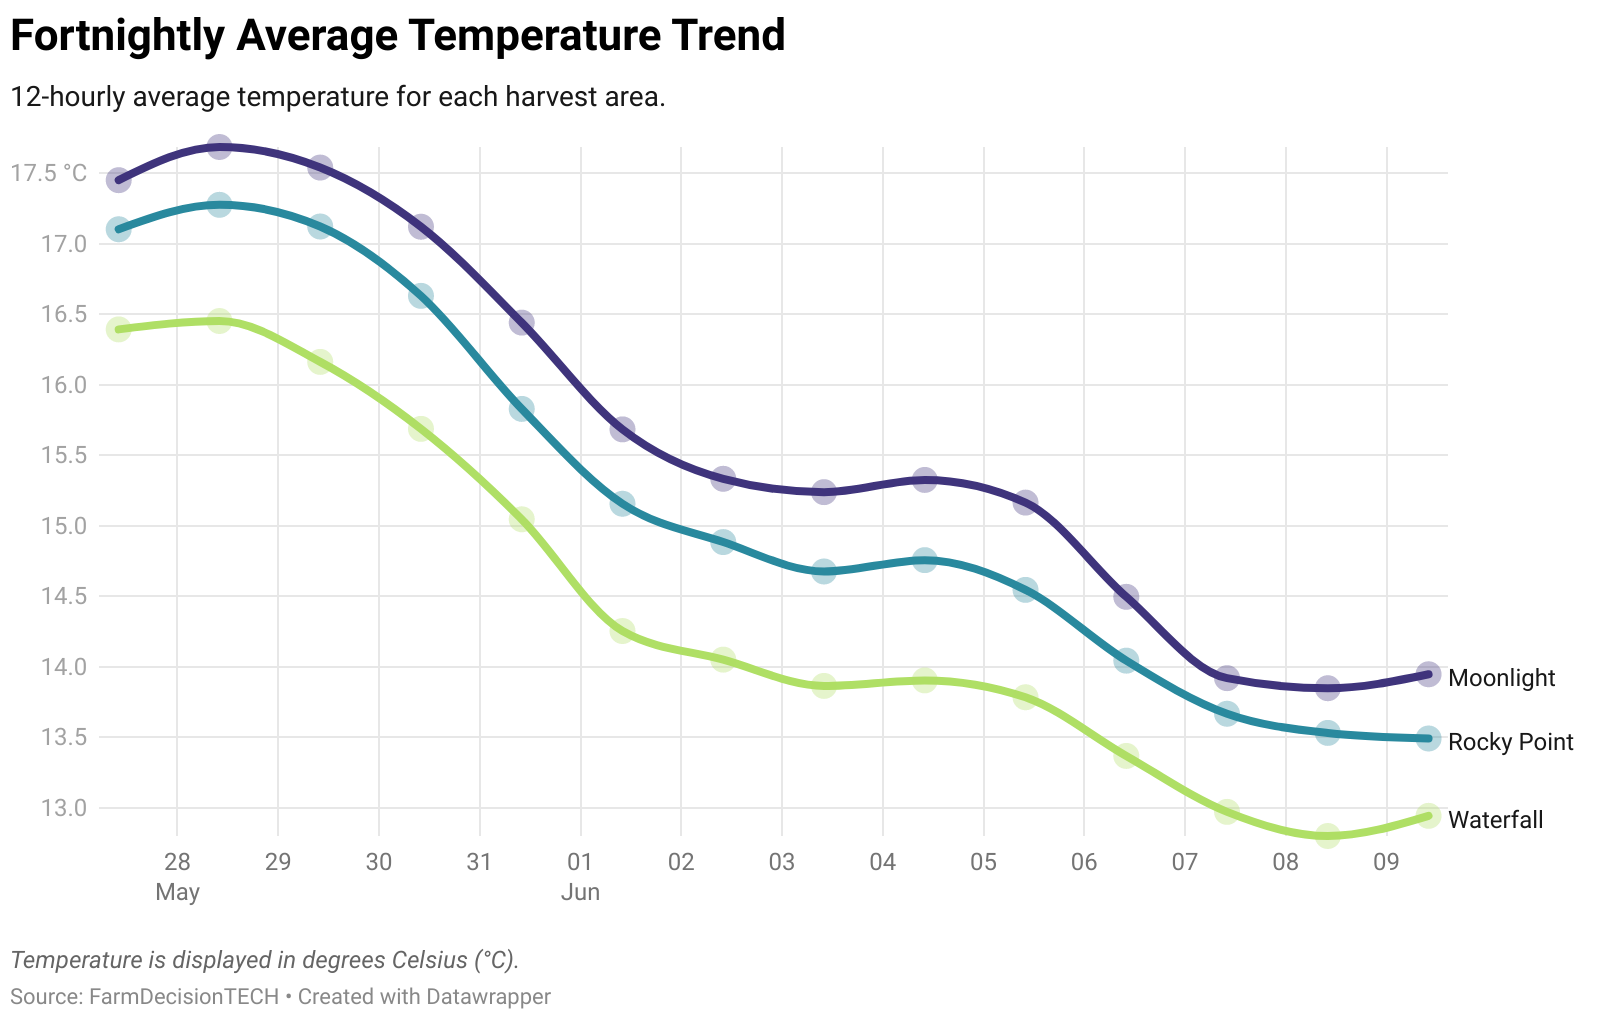 Fortnightly Average Temperature Trend
12-hourly average temperature for each harvest area.
17.5 °C
17.0
16.5
16.0
15.5
15.0
14.5
14.0
13.5
13.0
Moonlight
Rocky Point
Waterfall
28 29 30 31 01 02 03 04 05 06 07 08 09
May Jun
Temperature is displayed in degrees Celsius (°C).
Source: FarmDecisionTECH • Created with Datawrapper